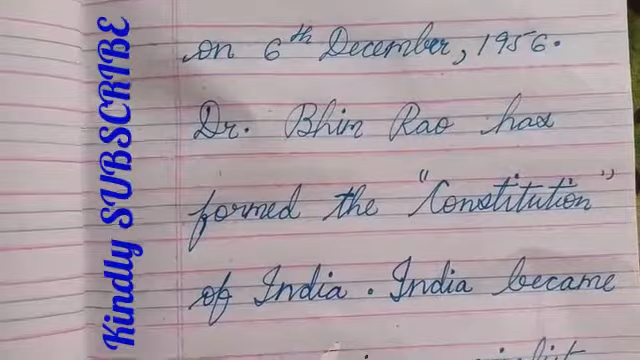 Kindly SUBSCRIBE
on 6th December, 1956.
Dr. Bhim Rao has
formed the "Constitution"
of India. India became